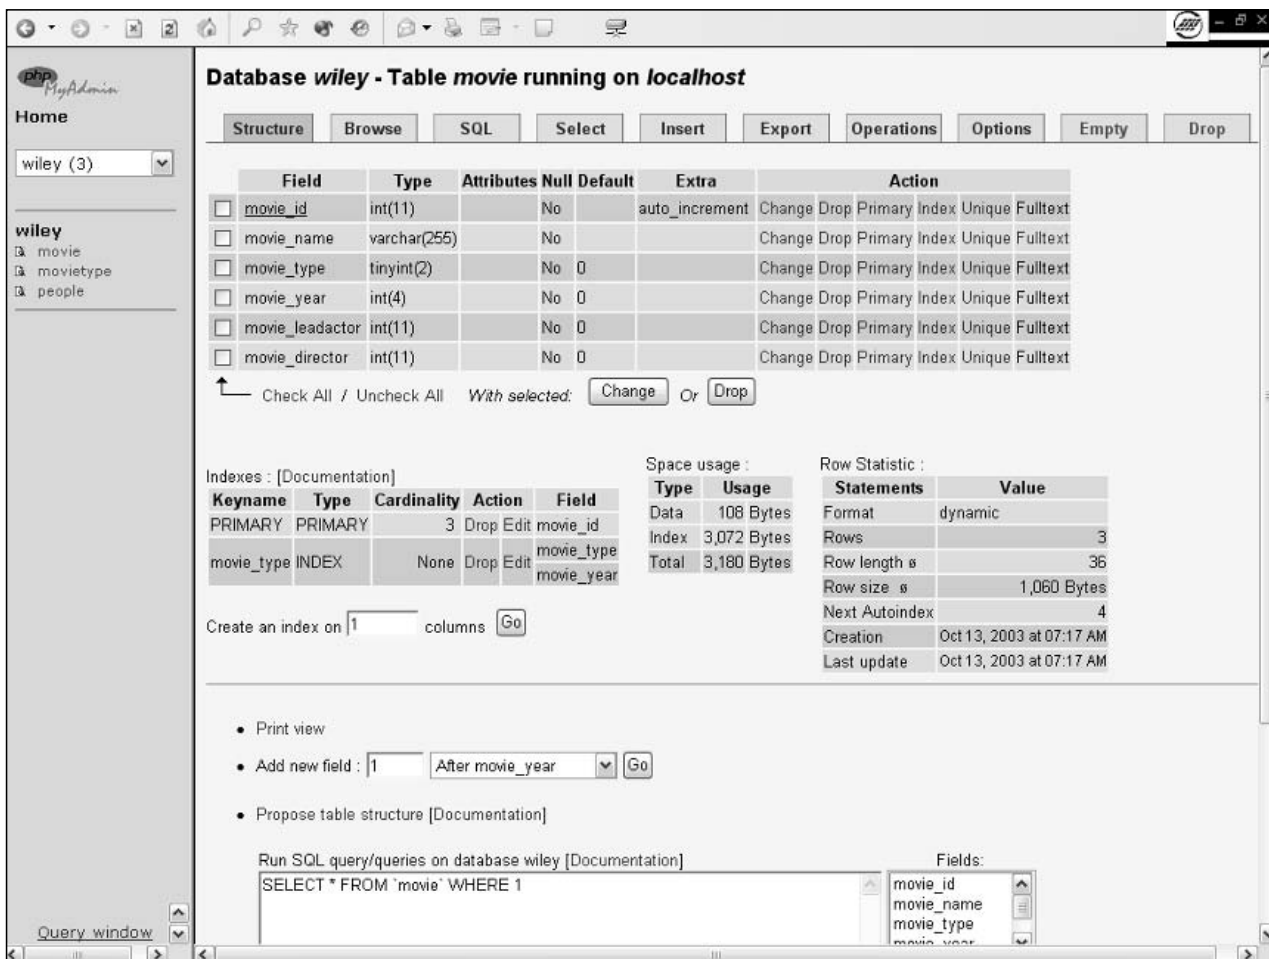 php
MyAdmin
Home
wiley (3)
wiley
movie
movietype
people
Query window
Database wiley - Table movie running on localhost
Structure Browse SQL Select Insert Export Operations Options Empty Drop
Field Type Attributes Null Default Extra Action
movie_id int(11) No auto_increment Change Drop Primary Index Unique Fulltext
movie_name varchar(255) No Change Drop Primary Index Unique Fulltext
movie_type tinyint(2) No 0 Change Drop Primary Index Unique Fulltext
movie_year int(4) No 0 Change Drop Primary Index Unique Fulltext
movie_leadactor int(11) No 0 Change Drop Primary Index Unique Fulltext
movie_director int(11) No 0 Change Drop Primary Index Unique Fulltext
Check All / Uncheck All With selected: Change Or Drop
Indexes : [Documentation]
Keyname Type Cardinality Action Field
PRIMARY PRIMARY 3 Drop Edit movie_id
movie_type INDEX None Drop Edit movie_type
movie_year
Create an index on 1 columns Go
Space usage :
Type Usage
Data 108 Bytes
Index 3,072 Bytes
Total 3,180 Bytes
Row Statistic :
Statements Value
Format dynamic
Rows 3
Row length ø 36
Row size ø 1,060 Bytes
Next Autoindex 4
Creation Oct 13, 2003 at 07:17 AM
Last update Oct 13, 2003 at 07:17 AM
Print view
Add new field : 1 After movie_year Go
Propose table structure [Documentation]
Run SQL query/queries on database wiley [Documentation]
SELECT * FROM `movie` WHERE 1
Fields:
movie_id
movie_name
movie_type
movie_year